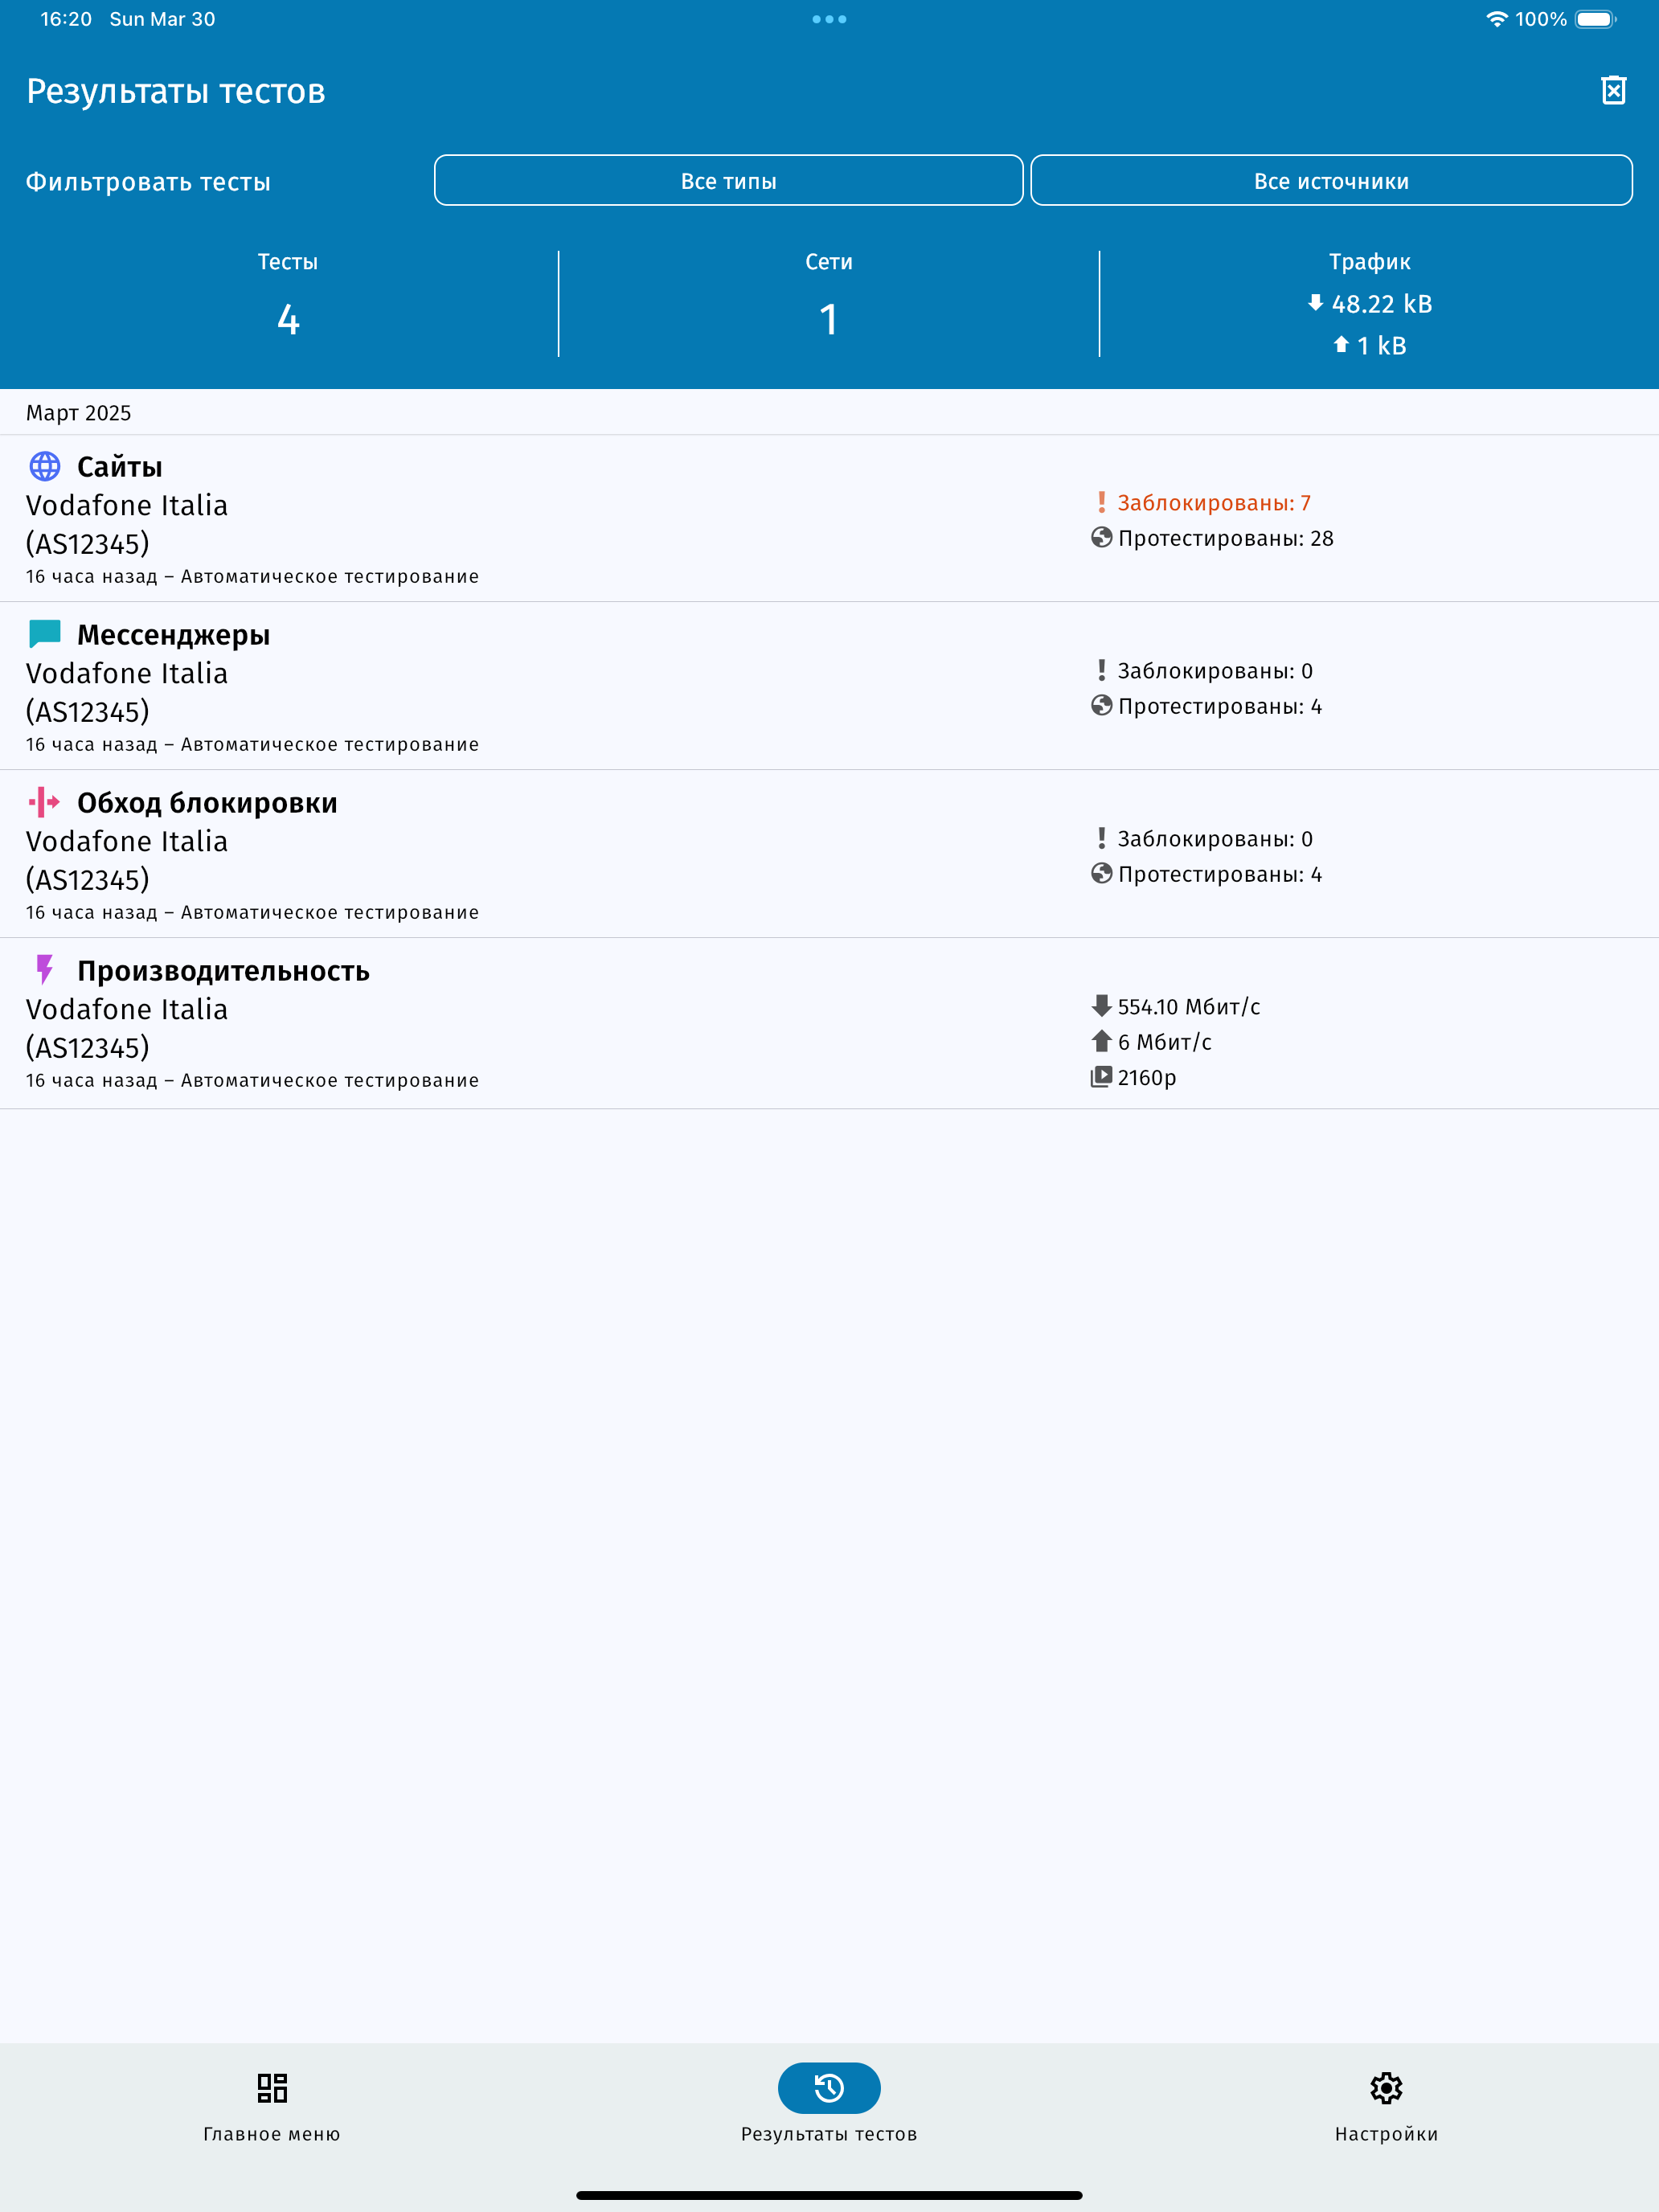 16:20 Sun Mar 30
100%
Результаты тестов
Фильтровать тесты
Все типы
Все источники
Тесты
4
Сети
1
Трафик
48.22 kB
1 kB
Март 2025
Сайты
Vodafone Italia
(AS12345)
16 часа назад – Автоматическое тестирование
Заблокированы: 7
Протестированы: 28
Мессенджеры
Vodafone Italia
(AS12345)
16 часа назад – Автоматическое тестирование
Заблокированы: 0
Протестированы: 4
Обход блокировки
Vodafone Italia
(AS12345)
16 часа назад – Автоматическое тестирование
Заблокированы: 0
Протестированы: 4
Производительность
Vodafone Italia
(AS12345)
16 часа назад – Автоматическое тестирование
554.10 Мбит/с
6 Мбит/с
2160p
Главное меню
Результаты тестов
Настройки